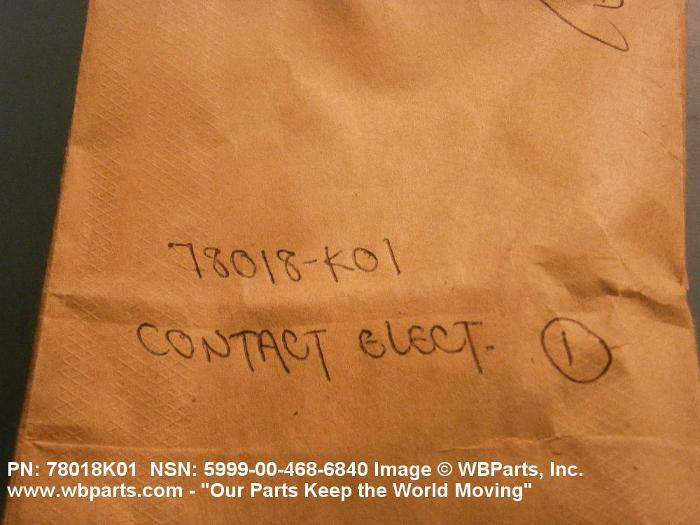 78018-K01
CONTACT ELECT. 1
PN: 78018K01 NSN: 5999-00-468-6840 Image © WBParts, Inc.
www.wbparts.com - "Our Parts Keep the World Moving"